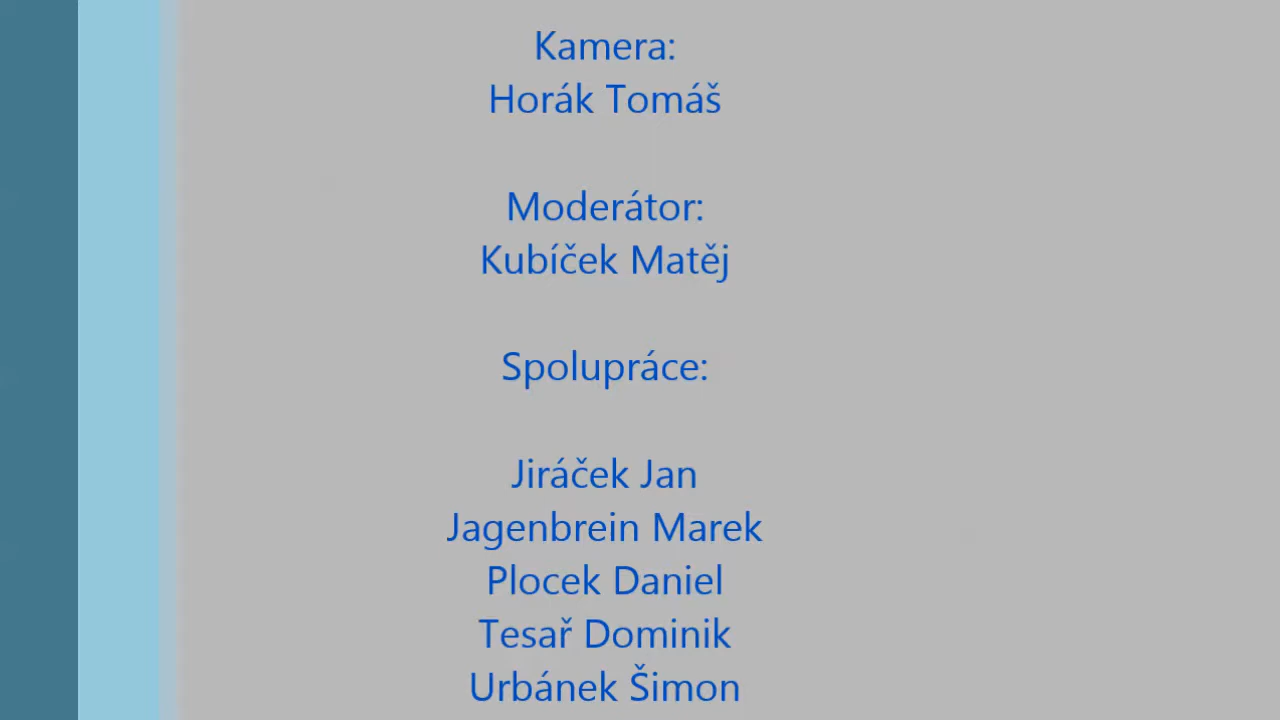 Kamera:
Horák Tomáš
Moderátor:
Kubíček Matěj
Spolupráce:
Jiráček Jan
Jagenbrein Marek
Plocek Daniel
Tesař Dominik
Urbánek Šimon